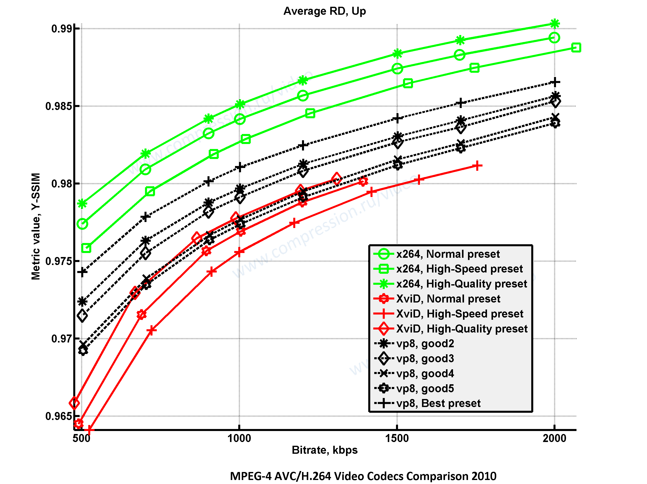 Average RD, Up
Metric value, Y-SSIM
0.99
0.985
0.98
0.975
0.97
0.965
500
1000
1500
2000
Bitrate, kbps
x264, Normal preset
x264, High-Speed preset
x264, High-Quality preset
XviD, Normal preset
XviD, High-Speed preset
XviD, High-Quality preset
vp8, good2
vp8, good3
vp8, good4
vp8, good5
vp8, Best preset
www.compression.ru/video
MPEG-4 AVC/H.264 Video Codecs Comparison 2010